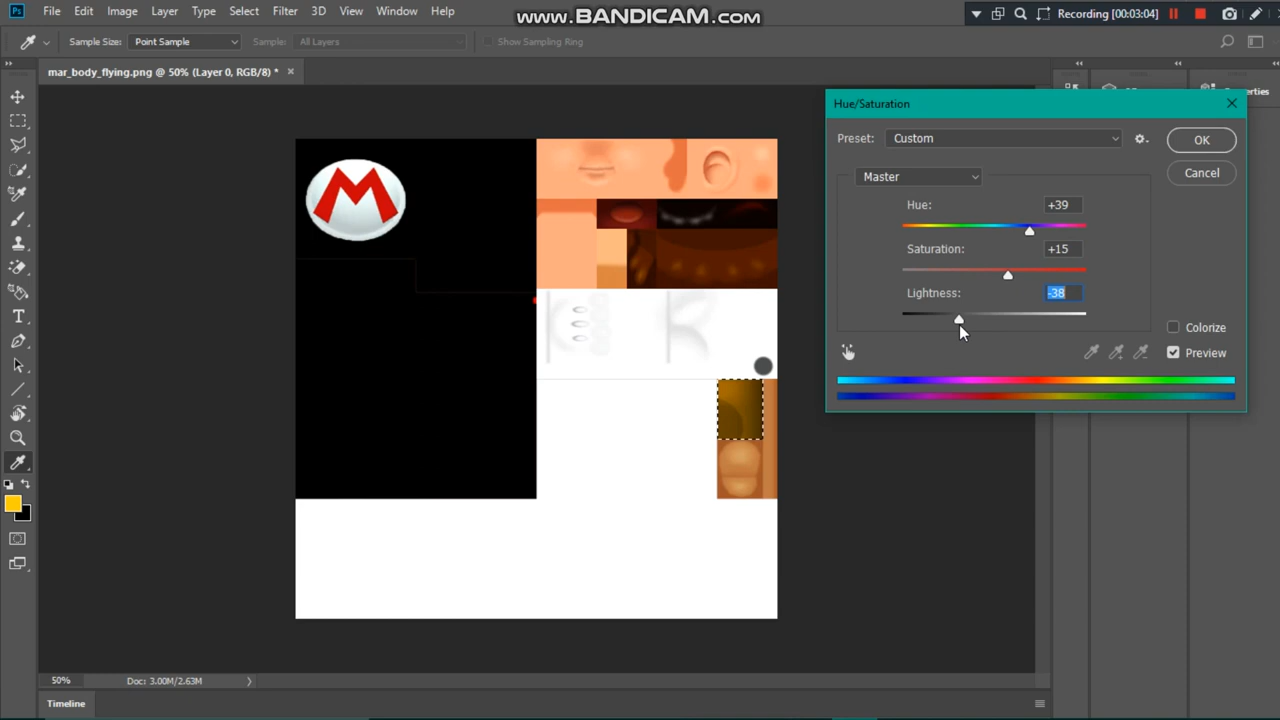 Ps File Edit Image Layer Type Select Filter 3D View Window Help
www.BANDICAM.com
Recording [00:03:04]
Sample Size: Point Sample Sample: All Layers Show Sampling Ring
mar_body_flying.png @ 50% (Layer 0, RGB/8) * ×
Hue/Saturation
Preset: Custom
OK
Cancel
Master
Hue: +39
Saturation: +15
Lightness: -38
Colorize
Preview
M
T
50% Doc: 3.00M/2.63M
Timeline